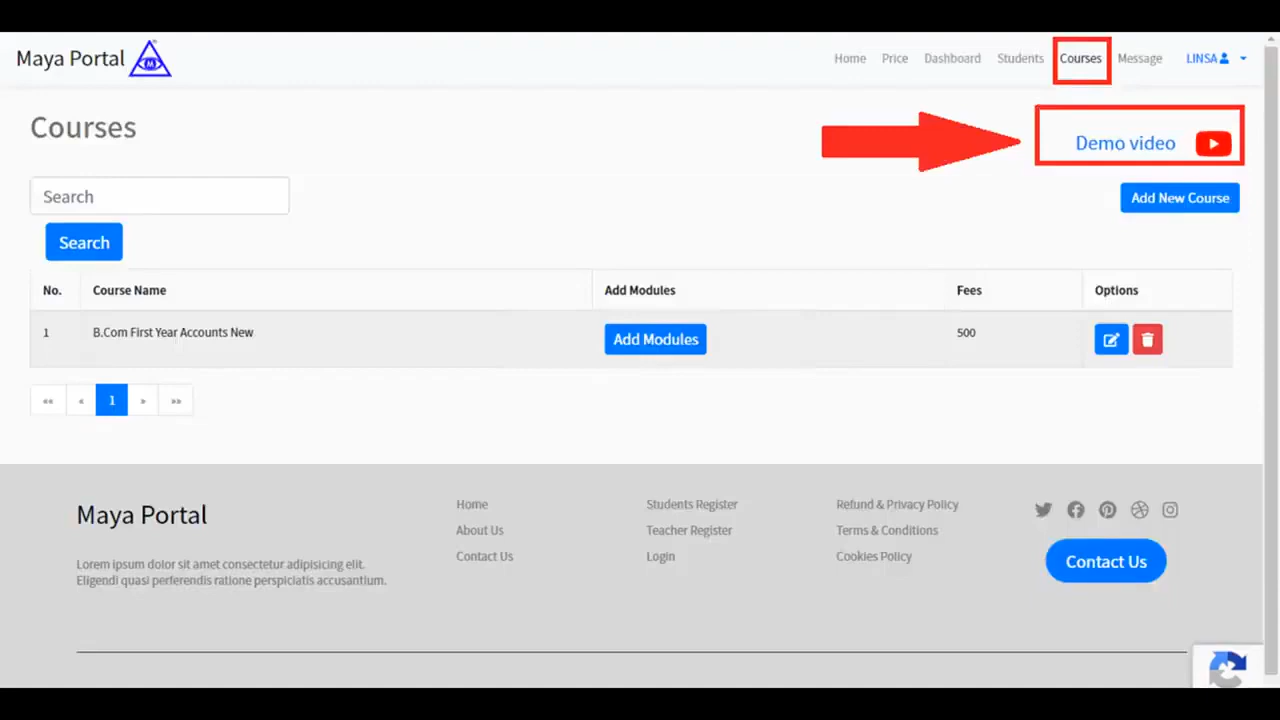 Maya Portal
Home Price Dashboard Students Courses Message LINSA
Courses
Demo video
Search
Add New Course
Search
No. Course Name Add Modules Fees Options
1 B.Com First Year Accounts New Add Modules 500
«« « 1 » »»
Maya Portal
Lorem ipsum dolor sit amet consectetur adipisicing elit.
Eligendi quasi perferendis ratione perspiciatis accusantium.
Home
About Us
Contact Us
Students Register
Teacher Register
Login
Refund & Privacy Policy
Terms & Conditions
Cookies Policy
Contact Us